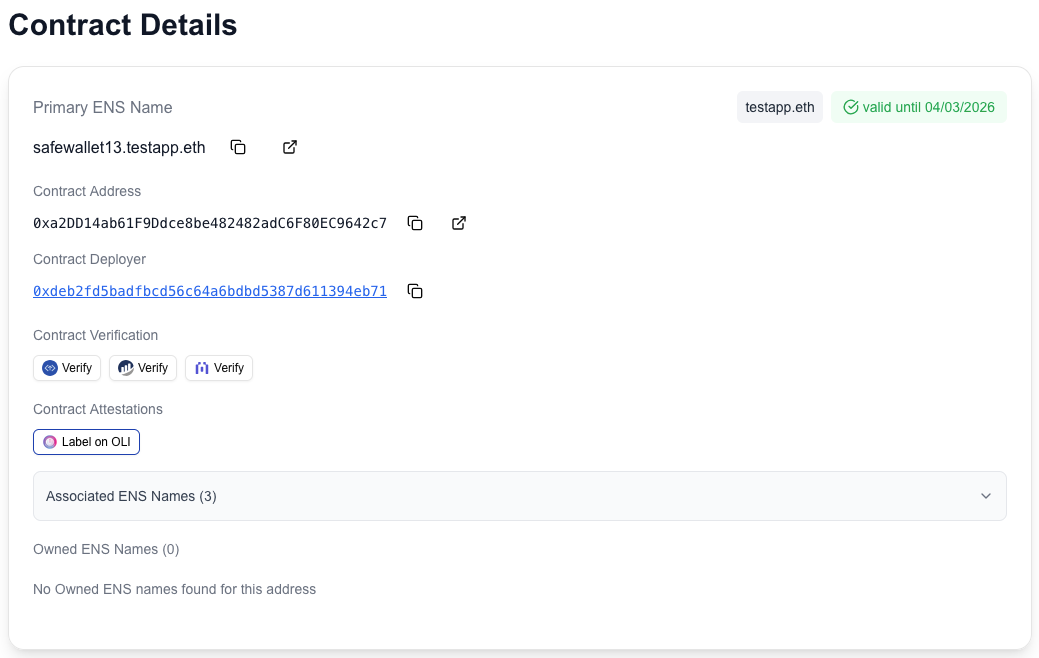 Contract Details
Primary ENS Name
testapp.eth
valid until 04/03/2026
safewallet13.testapp.eth
Contract Address
0xa2DD14ab61F9Ddce8be482482adC6F80EC9642c7
Contract Deployer
0xdeb2fd5badfbcd56c64a6bdbd5387d611394eb71
Contract Verification
Verify Verify Verify
Contract Attestations
Label on OLI
Associated ENS Names (3)
Owned ENS Names (0)
No Owned ENS names found for this address